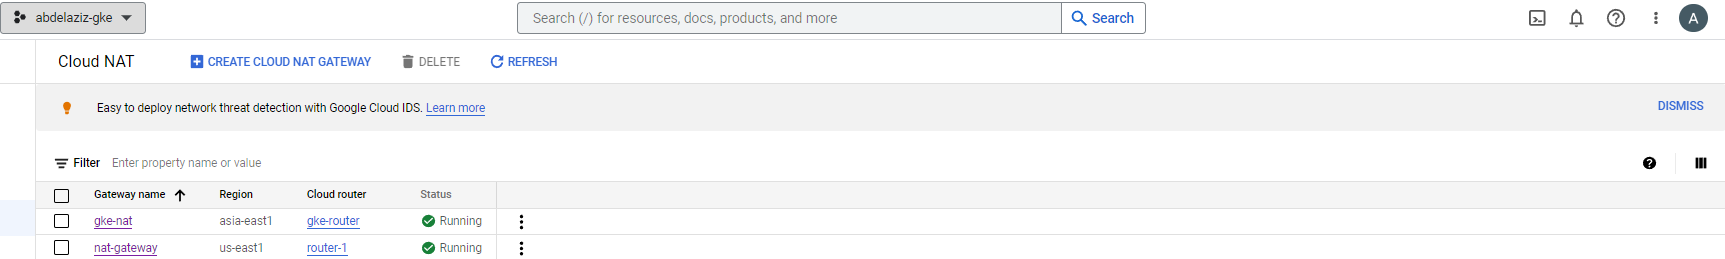 abdelaziz-gke Search (/) for resources, docs, products, and more Search A
Cloud NAT CREATE CLOUD NAT GATEWAY DELETE REFRESH
Easy to deploy network threat detection with Google Cloud IDS. Learn more DISMISS
Filter Enter property name or value
Gateway name Region Cloud router Status
gke-nat asia-east1 gke-router Running
nat-gateway us-east1 router-1 Running